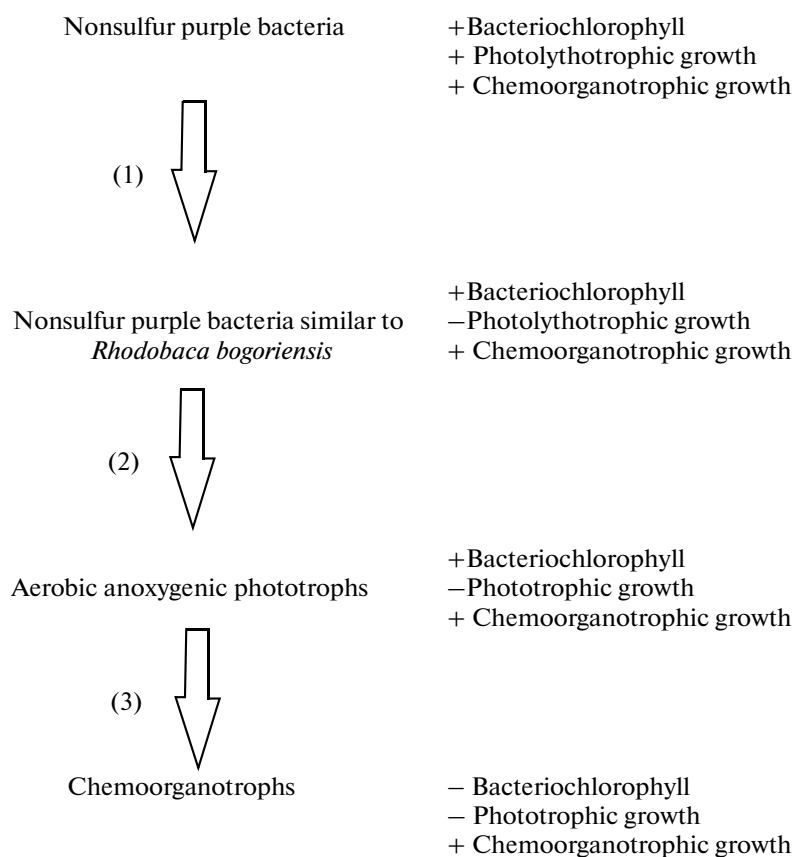 Nonsulfur purple bacteria
+Bacteriochlorophyll
+ Photolythotrophic growth
+ Chemoorganotrophic growth
(1)
Nonsulfur purple bacteria similar to
Rhodobaca bogoriensis
+Bacteriochlorophyll
−Photolythotrophic growth
+ Chemoorganotrophic growth
(2)
Aerobic anoxygenic phototrophs
+Bacteriochlorophyll
−Phototrophic growth
+ Chemoorganotrophic growth
(3)
Chemoorganotrophs
− Bacteriochlorophyll
− Phototrophic growth
+ Chemoorganotrophic growth